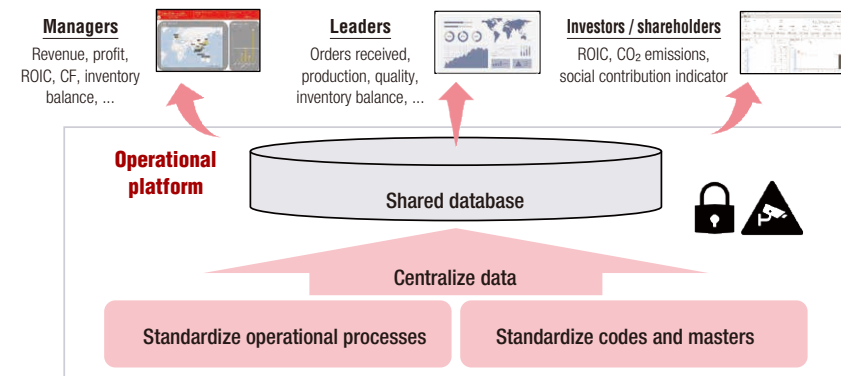 Managers
Revenue, profit,
ROIC, CF, inventory
balance, ...
Leaders
Orders received,
production, quality,
inventory balance, ...
Investors / shareholders
ROIC, CO₂ emissions,
social contribution indicator
Operational
platform
Shared database
Centralize data
Standardize operational processes
Standardize codes and masters